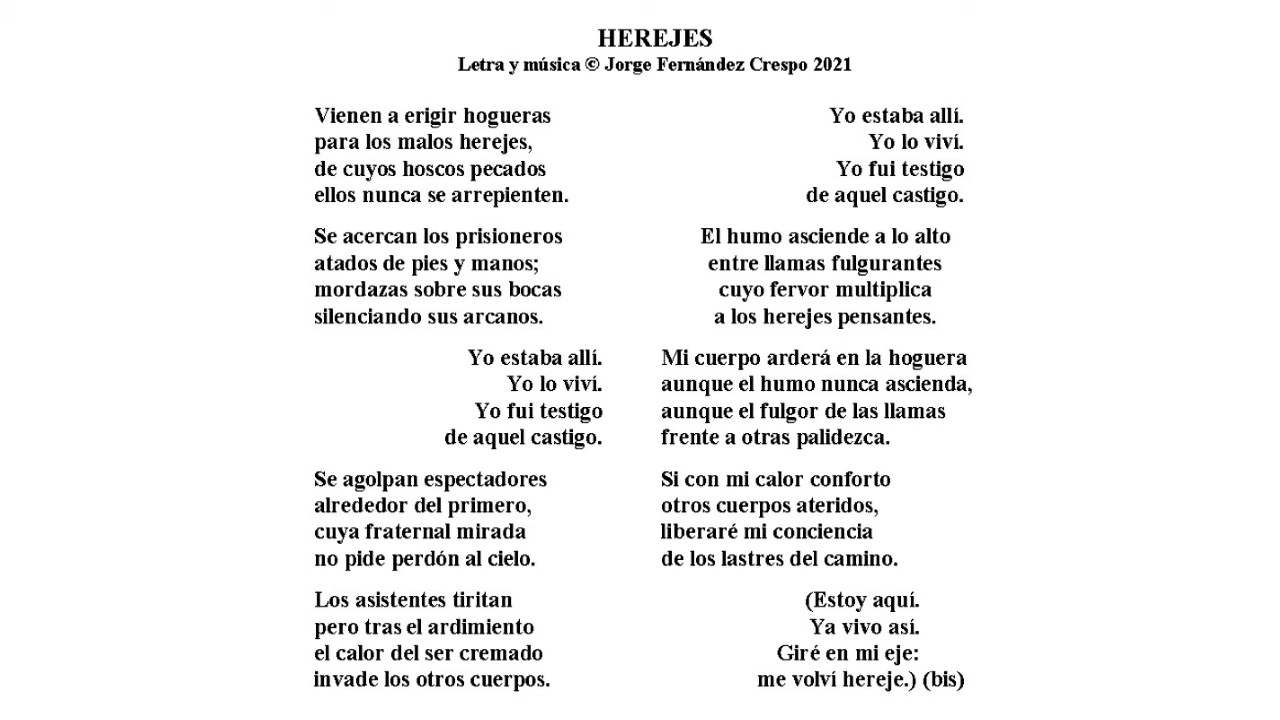 HEREJES
Letra y música © Jorge Fernández Crespo 2021
Vienen a erigir hogueras
para los malos herejes,
de cuyos hoscos pecados
ellos nunca se arrepienten.
Se acercan los prisioneros
atados de pies y manos;
mordazas sobre sus bocas
silenciando sus arcanos.
Yo estaba allí.
Yo lo viví.
Yo fui testigo
de aquel castigo.
Se agolpan espectadores
alrededor del primero,
cuya fraternal mirada
no pide perdón al cielo.
Los asistentes tiritan
pero tras el ardimiento
el calor del ser cremado
invade los otros cuerpos.
Yo estaba allí.
Yo lo viví.
Yo fui testigo
de aquel castigo.
El humo asciende a lo alto
entre llamas fulgurantes
cuyo fervor multiplica
a los herejes pensantes.
Mi cuerpo arderá en la hoguera
aunque el humo nunca ascienda,
aunque el fulgor de las llamas
frente a otras palidezca.
Si con mi calor conforto
otros cuerpos ateridos,
liberaré mi conciencia
de los lastres del camino.
(Estoy aquí.
Ya vivo así.
Giré en mi eje:
me volví hereje.) (bis)